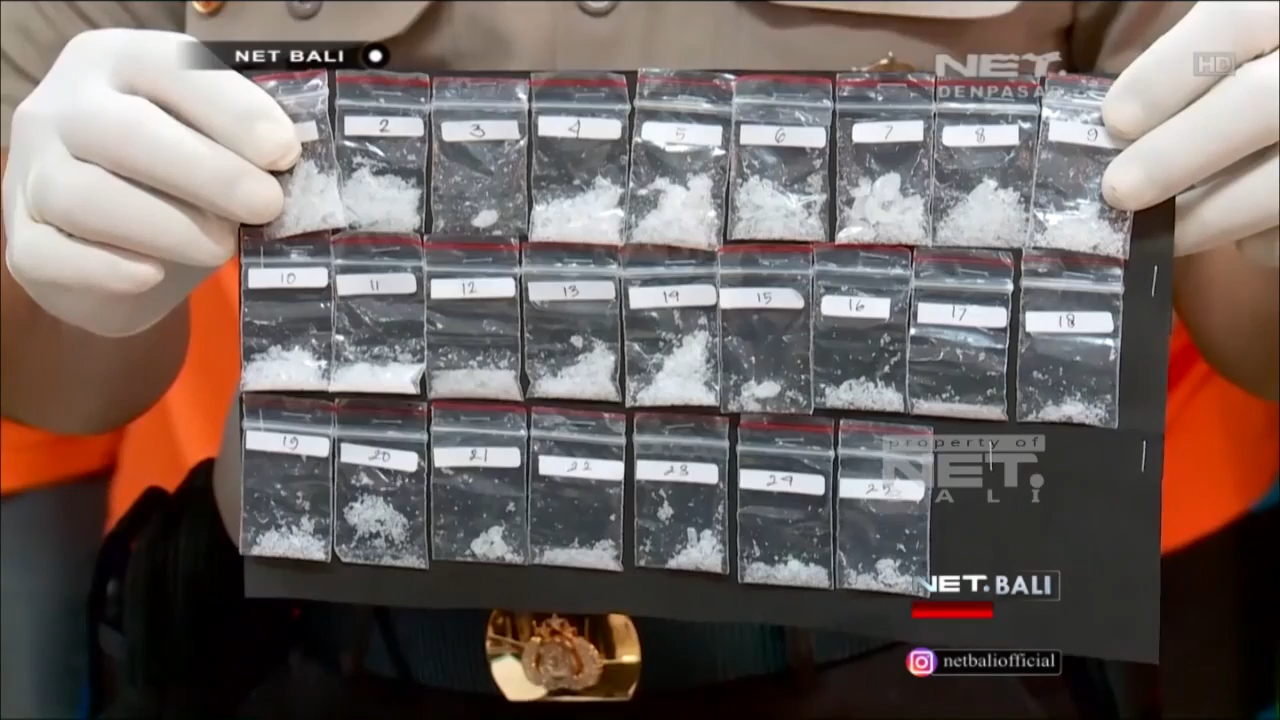 NET BALI
NET.
DENPASAR
HD
2 3 4 5 6 7 8 9
10 11 12 13 14 15 16 17 18
19 20 21 22 23 24 25
property of
NET.
BALI
NET. BALI
netbaliofficial